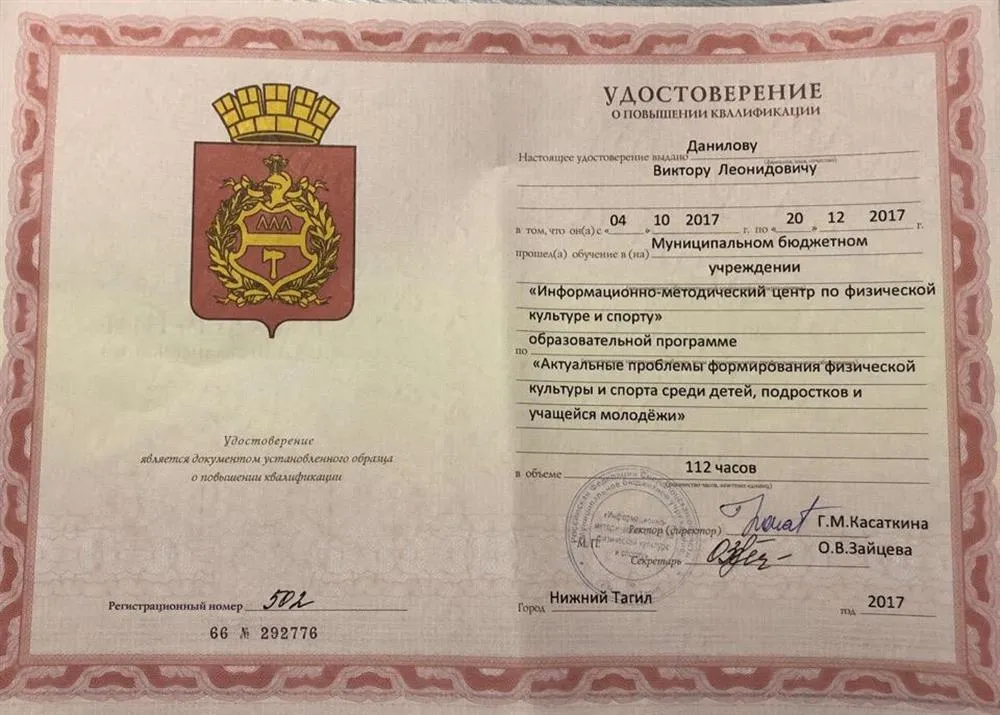 Удостоверение
является документом установленного образца
о повышении квалификации
Регистрационный номер 502
66 № 292776
УДОСТОВЕРЕНИЕ
О ПОВЫШЕНИИ КВАЛИФИКАЦИИ
Настоящее удостоверение выдано Данилову
(фамилия, имя, отчество)
Виктору Леонидовичу
в том, что он(а) с «04» 10 2017 г. по «20» 12 2017 г.
прошел(а) обучение в (на) Муниципальном бюджетном
учреждении
«Информационно-методический центр по физической
культуре и спорту»
по образовательной программе
«Актуальные проблемы формирования физической
культуры и спорта среди детей, подростков и
учащейся молодёжи»
в объеме 112 часов
М.П. Ректор (директор) Г.М.Касаткина
Секретарь О.В.Зайцева
Город Нижний Тагил год 2017